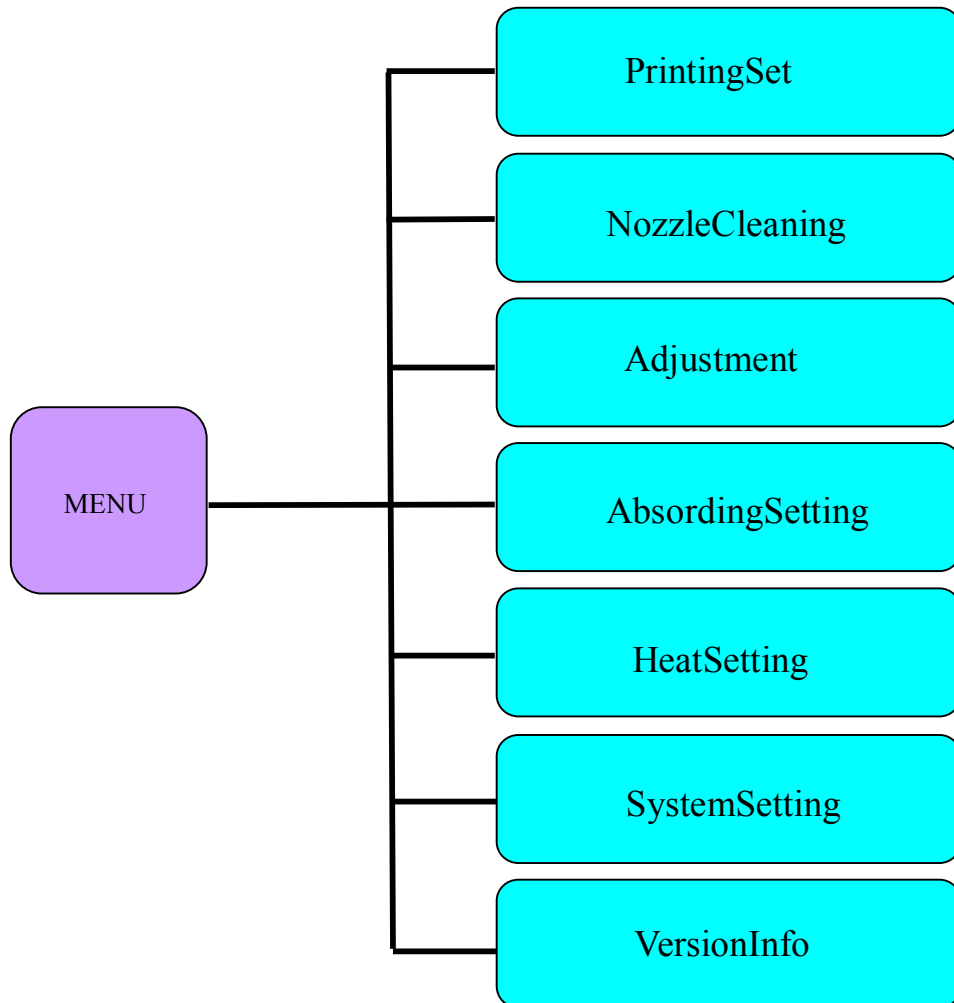 PrintingSet
NozzleCleaning
Adjustment
AbsordingSetting
MENU
HeatSetting
SystemSetting
VersionInfo